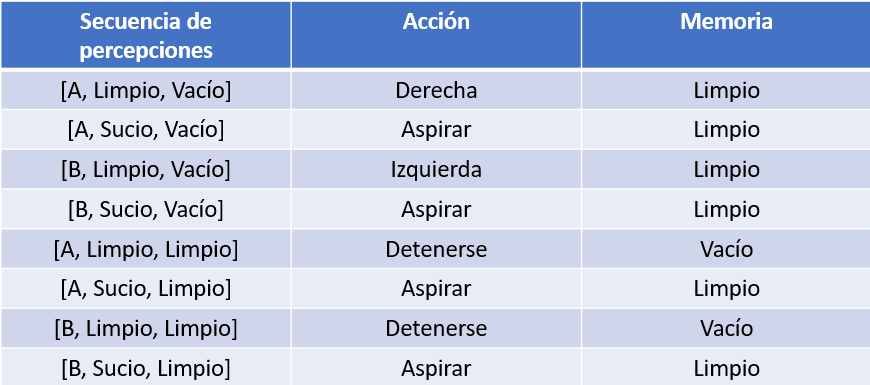 Secuencia de percepciones Acción Memoria
[A, Limpio, Vacío] Derecha Limpio
[A, Sucio, Vacío] Aspirar Limpio
[B, Limpio, Vacío] Izquierda Limpio
[B, Sucio, Vacío] Aspirar Limpio
[A, Limpio, Limpio] Detenerse Vacío
[A, Sucio, Limpio] Aspirar Limpio
[B, Limpio, Limpio] Detenerse Vacío
[B, Sucio, Limpio] Aspirar Limpio